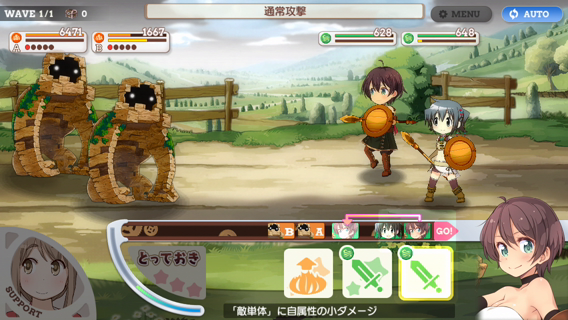 WAVE 1/1
0
通常攻撃
MENU
AUTO
6471
A
1667
B
628
648
B
A
GO!
とっておき
SUPPORT
「敵単体」に自属性の小ダメージ